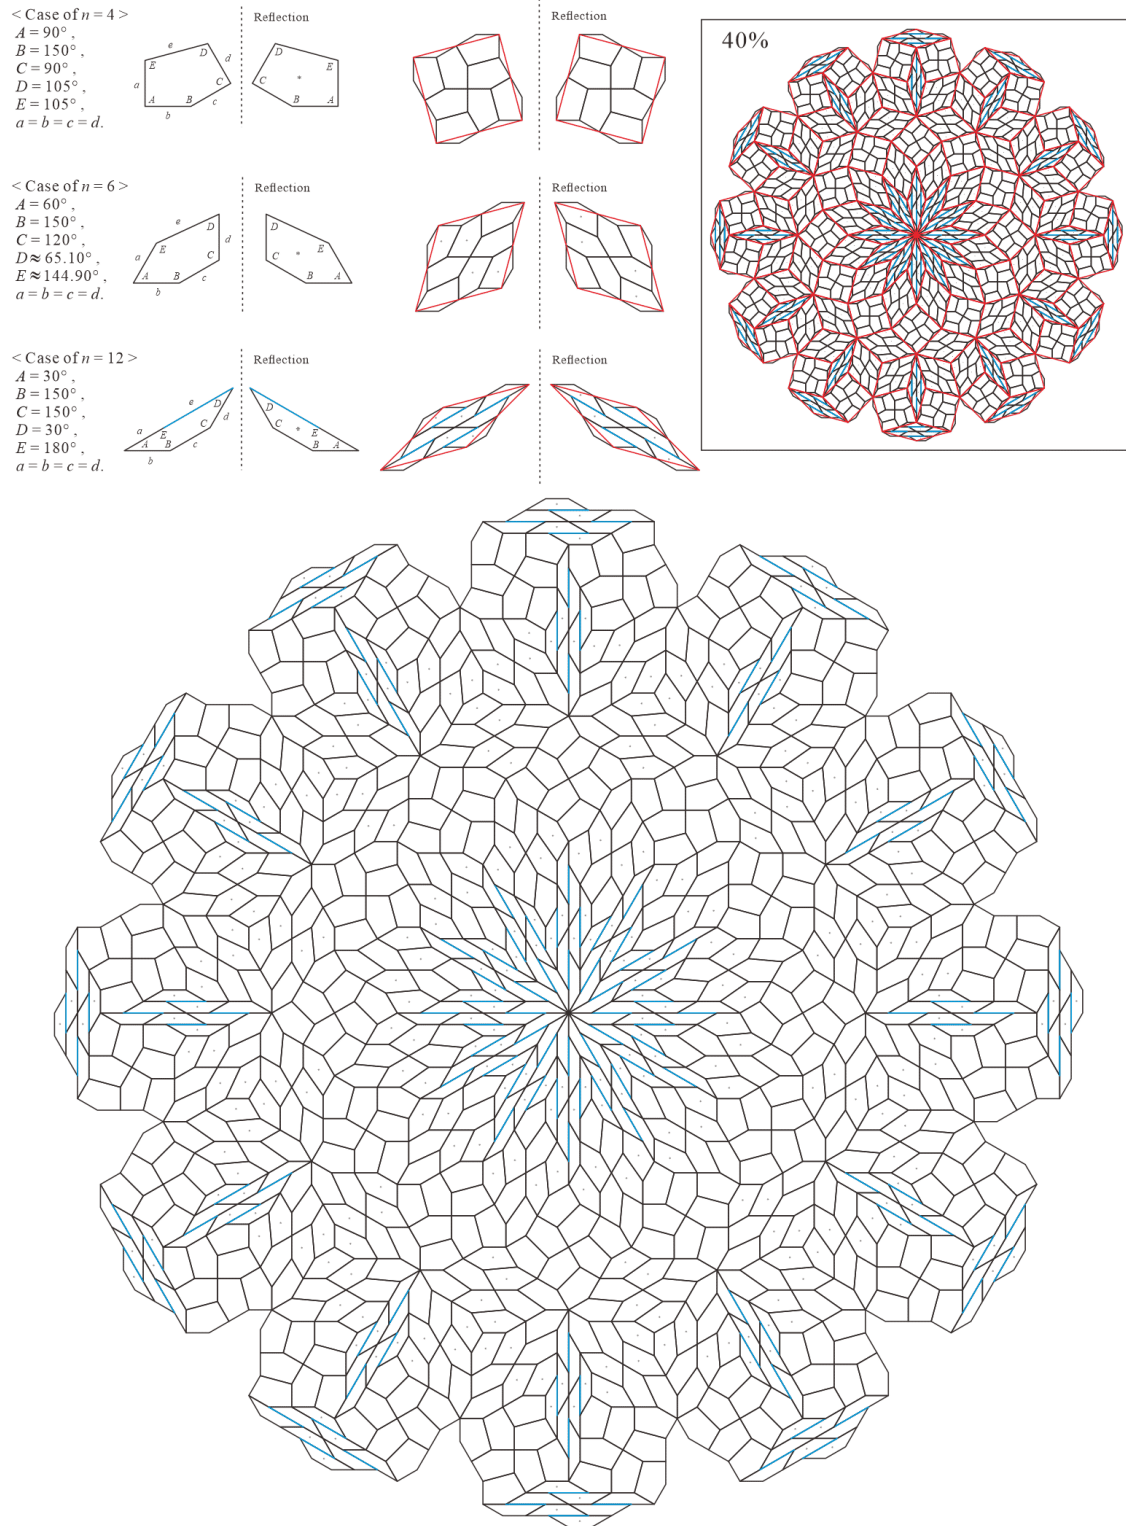 < Case of n = 4 >
A = 90° ,
B = 150° ,
C = 90° ,
D = 105° ,
E = 105° ,
a = b = c = d.
e
D
d
E
a
C
A
B
c
b
Reflection
D
E
C
*
B
A
Reflection
40%
< Case of n = 6 >
A = 60° ,
B = 150° ,
C = 120° ,
D ≈ 65.10° ,
E ≈ 144.90° ,
a = b = c = d.
e
D
d
E
a
C
A
B
c
b
Reflection
D
E
C
*
B
A
Reflection
< Case of n = 12 >
A = 30° ,
B = 150° ,
C = 150° ,
D = 30° ,
E = 180° ,
a = b = c = d.
e
D
d
C
a
E
A
B
c
b
Reflection
D
C
*
E
B
A
Reflection